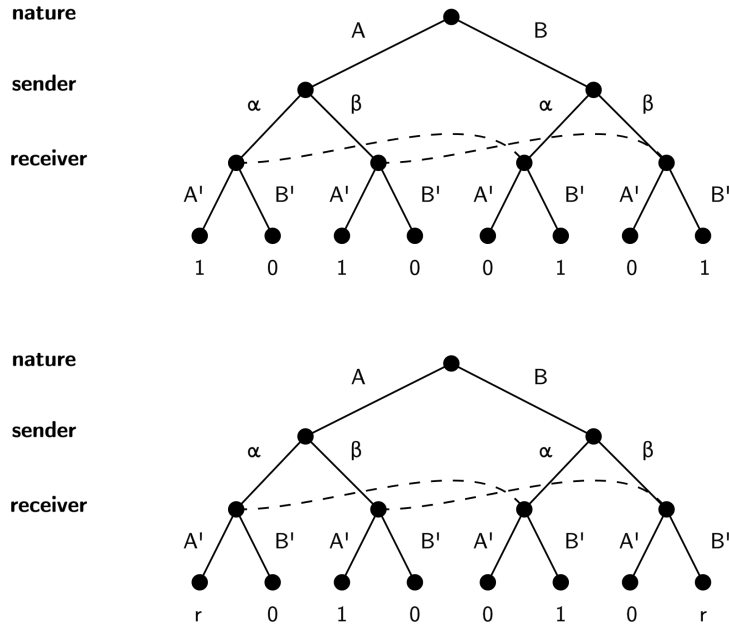 nature
A B
sender
α β α β
receiver
A' B' A' B' A' B' A' B'
1 0 1 0 0 1 0 1
nature
A B
sender
α β α β
receiver
A' B' A' B' A' B' A' B'
r 0 1 0 0 1 0 r